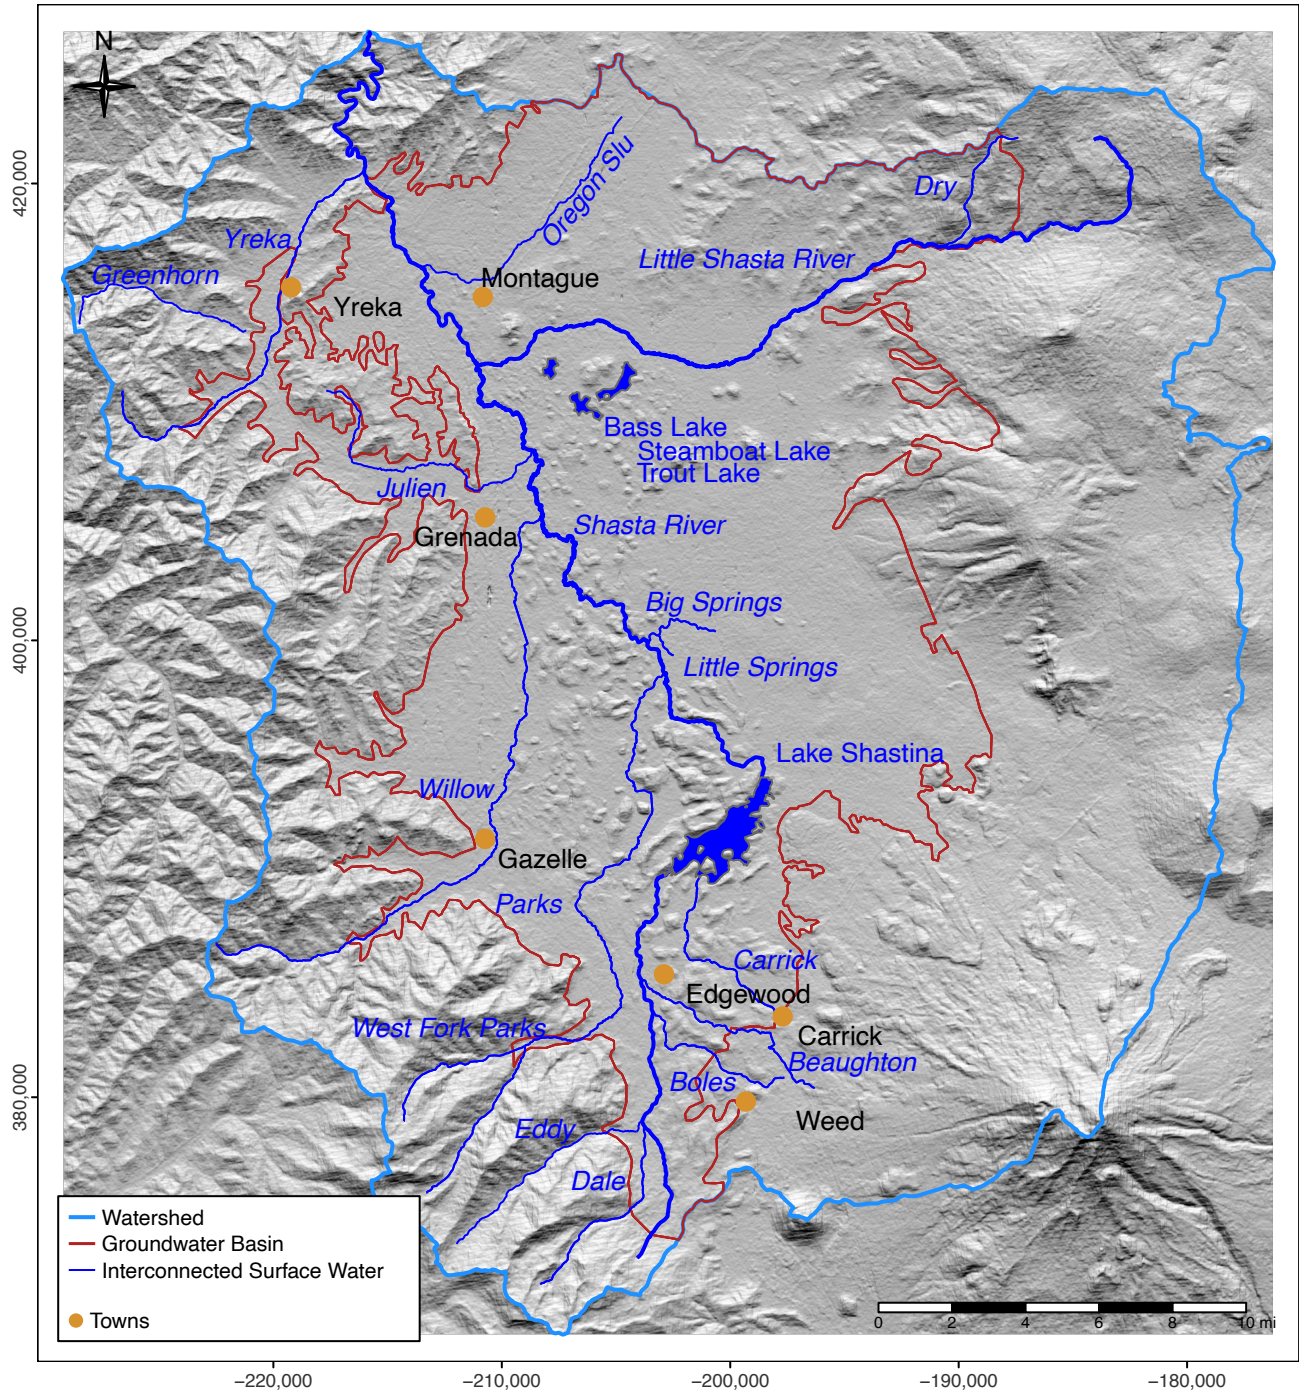 N
420,000
400,000
380,000
Oregon Slu
Dry
Yreka
Greenhorn
Little Shasta River
Montague
Yreka
Bass Lake
Steamboat Lake
Trout Lake
Julien
Shasta River
Grenada
Big Springs
Little Springs
Lake Shastina
Willow
Gazelle
Parks
Carrick
Edgewood
West Fork Parks
Carrick
Beaughton
Boles
Weed
Eddy
Dale
Watershed
Groundwater Basin
Interconnected Surface Water
Towns
0 2 4 6 8 10 mi
−220,000 −210,000 −200,000 −190,000 −180,000